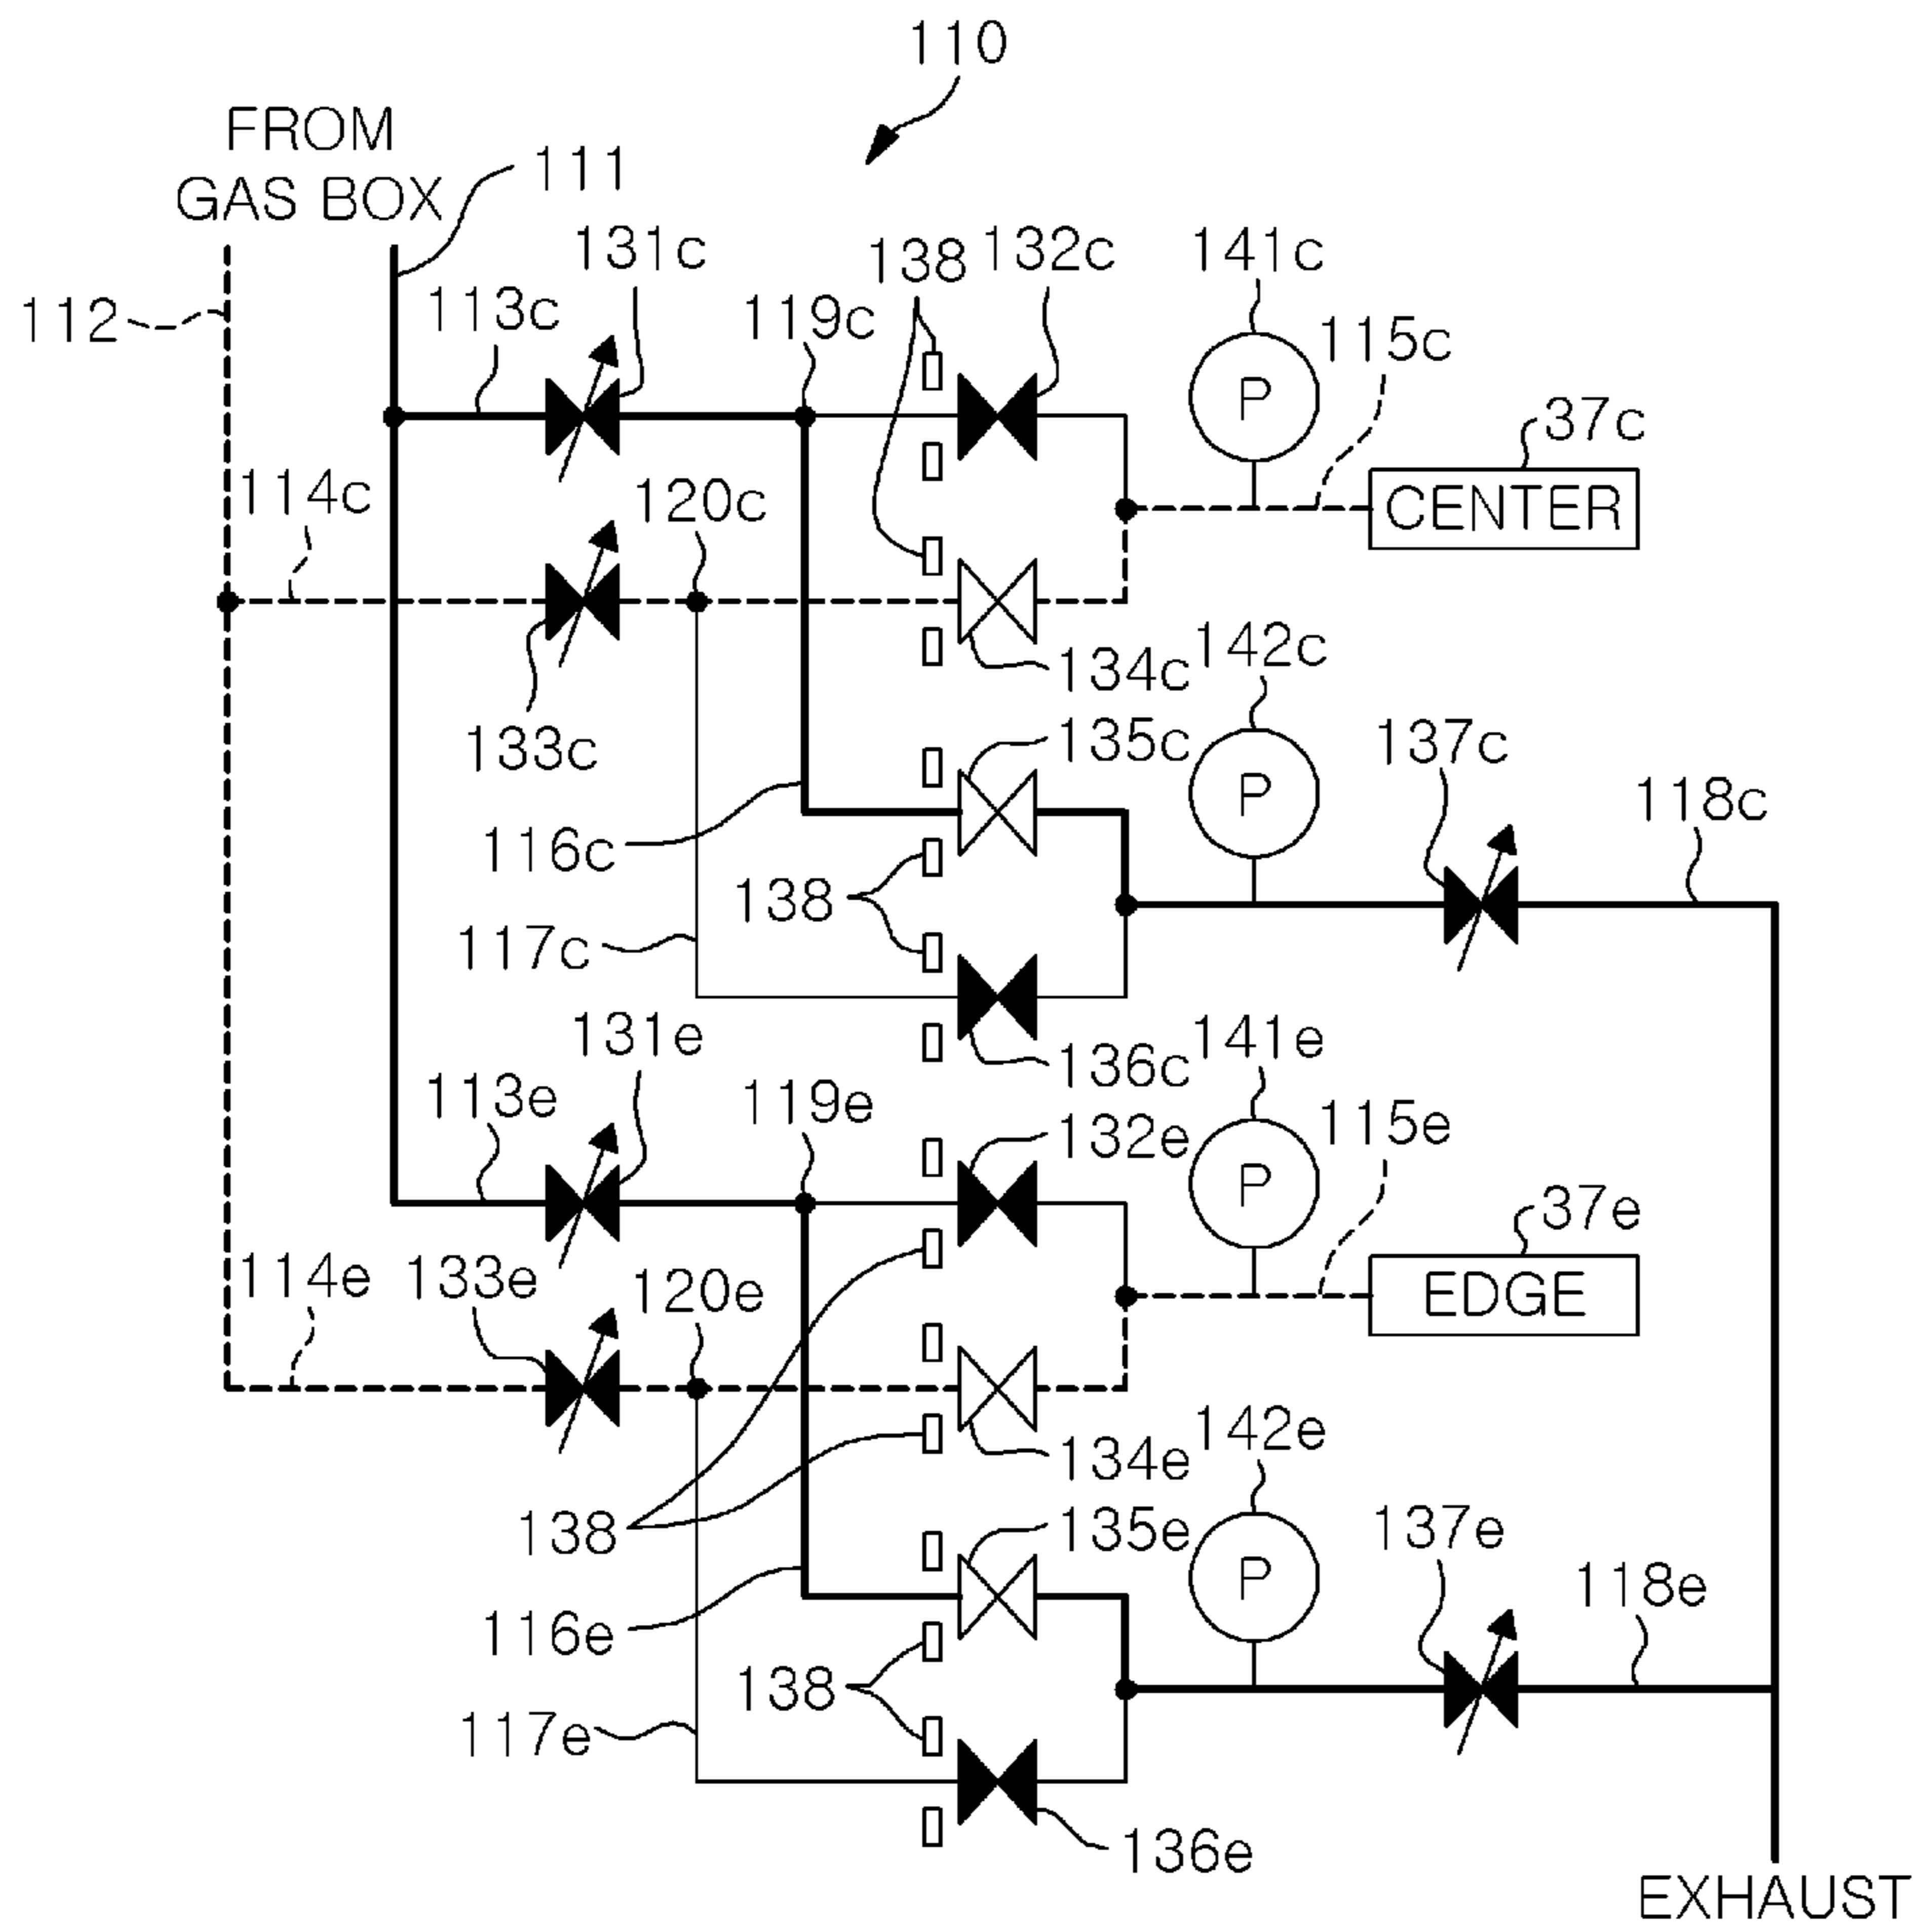 110
FROM
GAS BOX
111
131c
138
132c
141c
112
113c
119c
115c
37c
P
CENTER
114c
120c
133c
134c
142c
135c
137c
118c
P
116c
138
117c
136c
131e
141e
113e
119e
132e
115e
P
37e
EDGE
114e
133e
120e
134e
142e
138
135e
137e
118e
P
116e
138
117e
136e
EXHAUST